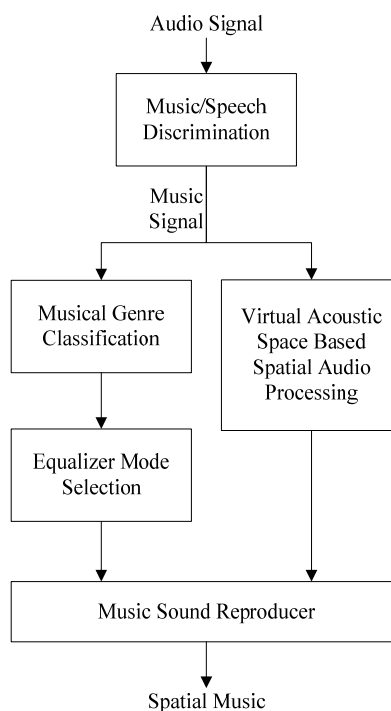 Audio Signal
Music/Speech
Discrimination
Music
Signal
Musical Genre
Classification
Virtual Acoustic
Space Based
Spatial Audio
Processing
Equalizer Mode
Selection
Music Sound Reproducer
Spatial Music